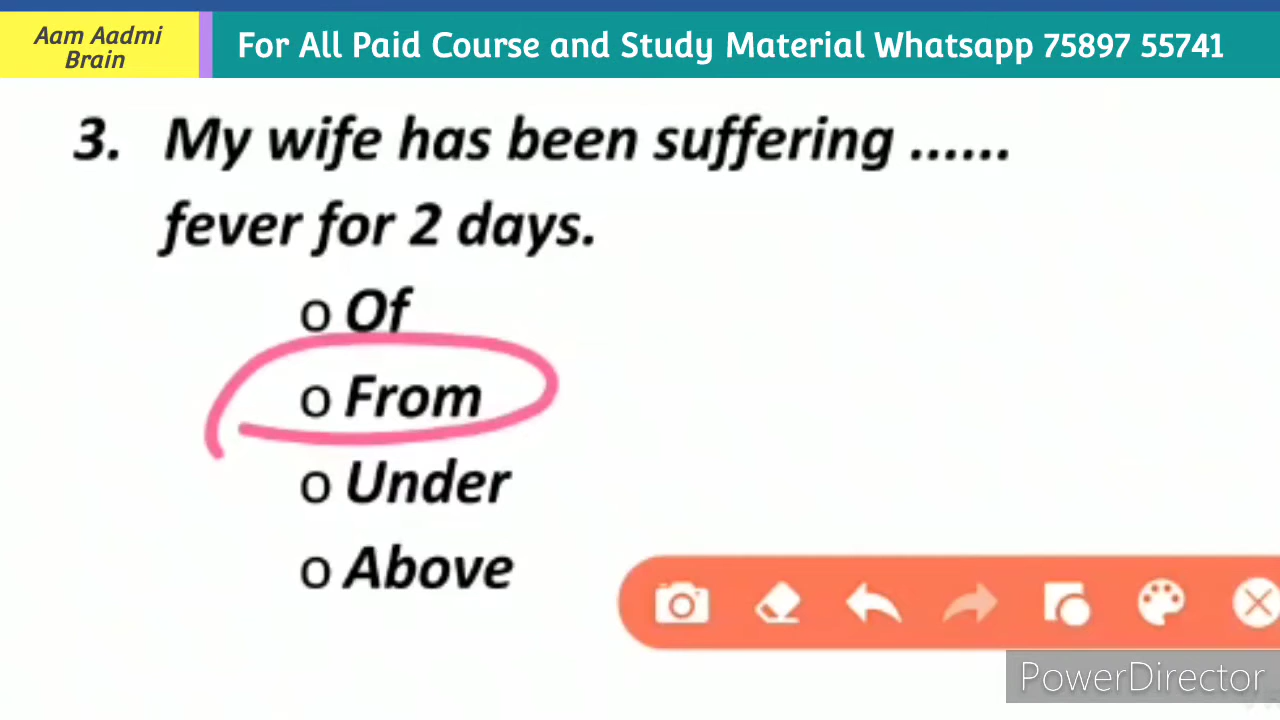 Aam Aadmi
Brain
For All Paid Course and Study Material Whatsapp 75897 55741
3. My wife has been suffering ......
fever for 2 days.
o Of
o From
o Under
o Above
PowerDirector